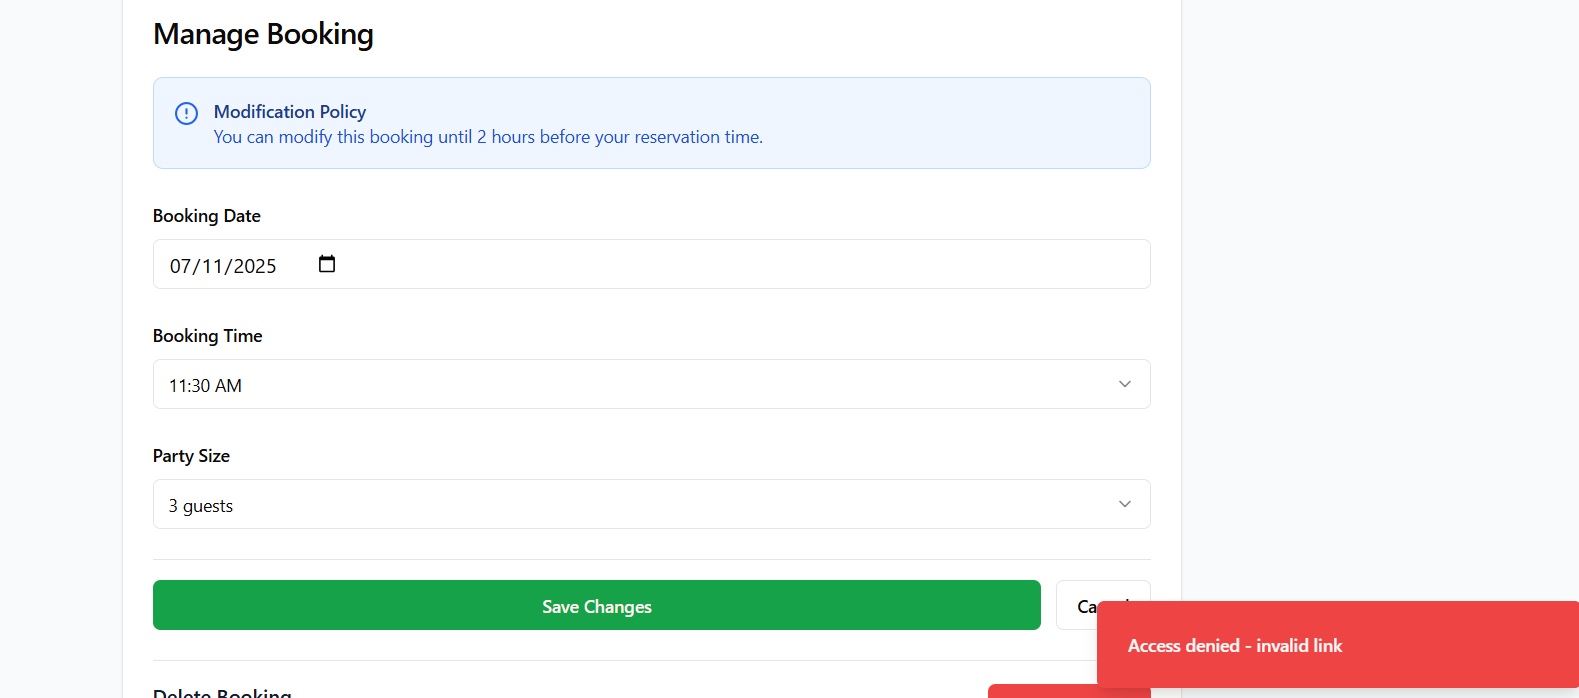 Manage Booking
Modification Policy
You can modify this booking until 2 hours before your reservation time.
Booking Date
07/11/2025
Booking Time
11:30 AM
Party Size
3 guests
Save Changes
Access denied - invalid link
Delete Booking